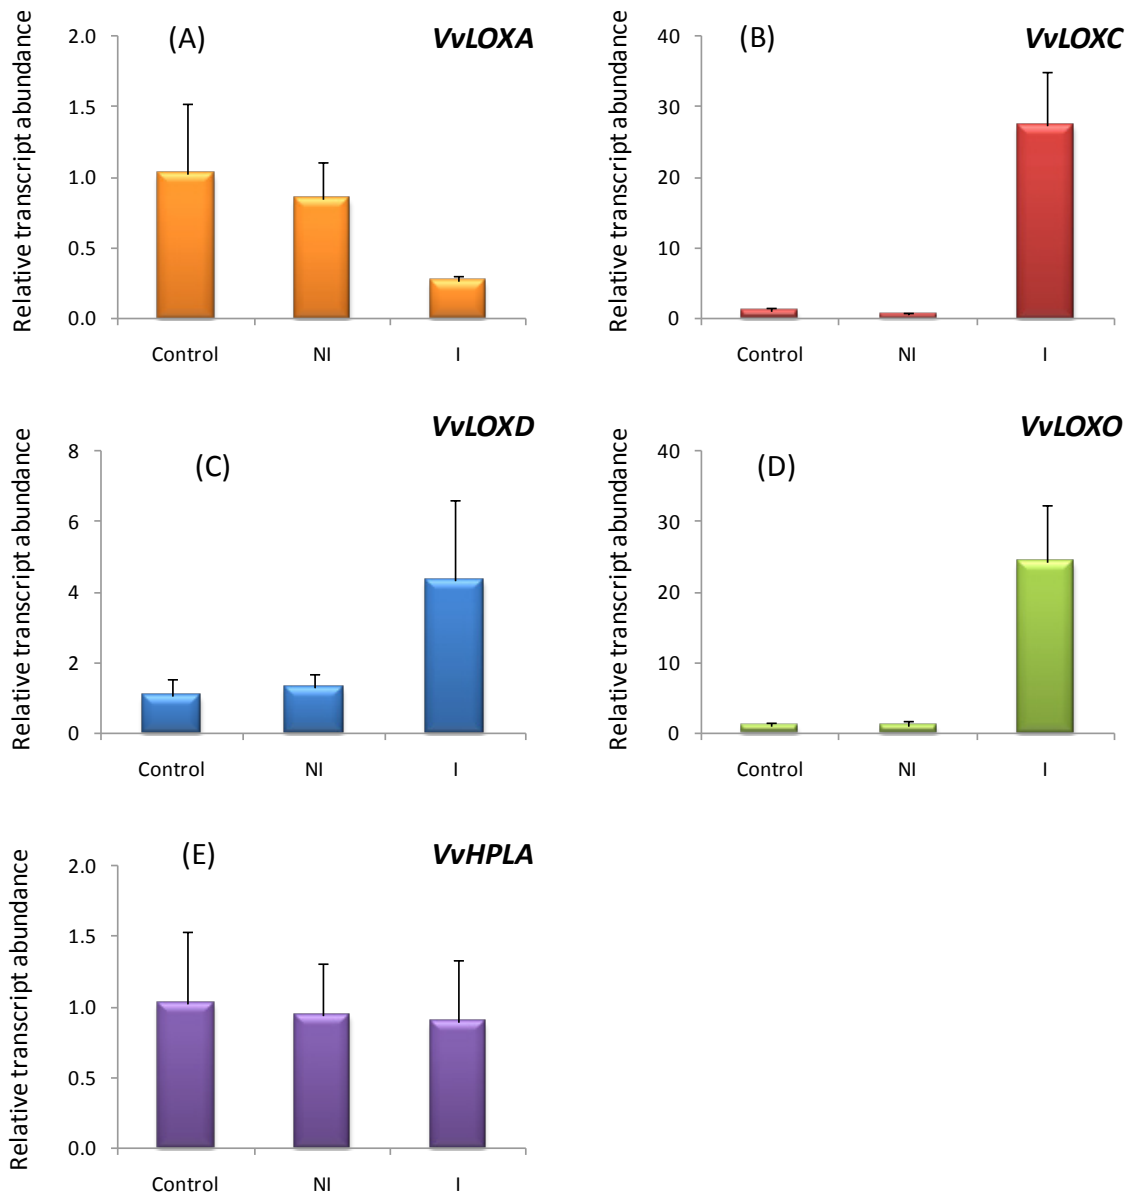 (A)
VvLOXA
Relative transcript abundance
2.0
1.5
1.0
0.5
0.0
Control NI I
(B)
VvLOXC
Relative transcript abundance
40
30
20
10
0
Control NI I
(C)
VvLOXD
Relative transcript abundance
8
6
4
2
0
Control NI I
(D)
VvLOXO
Relative transcript abundance
40
30
20
10
0
Control NI I
(E)
VvHPLA
Relative transcript abundance
2.0
1.5
1.0
0.5
0.0
Control NI I